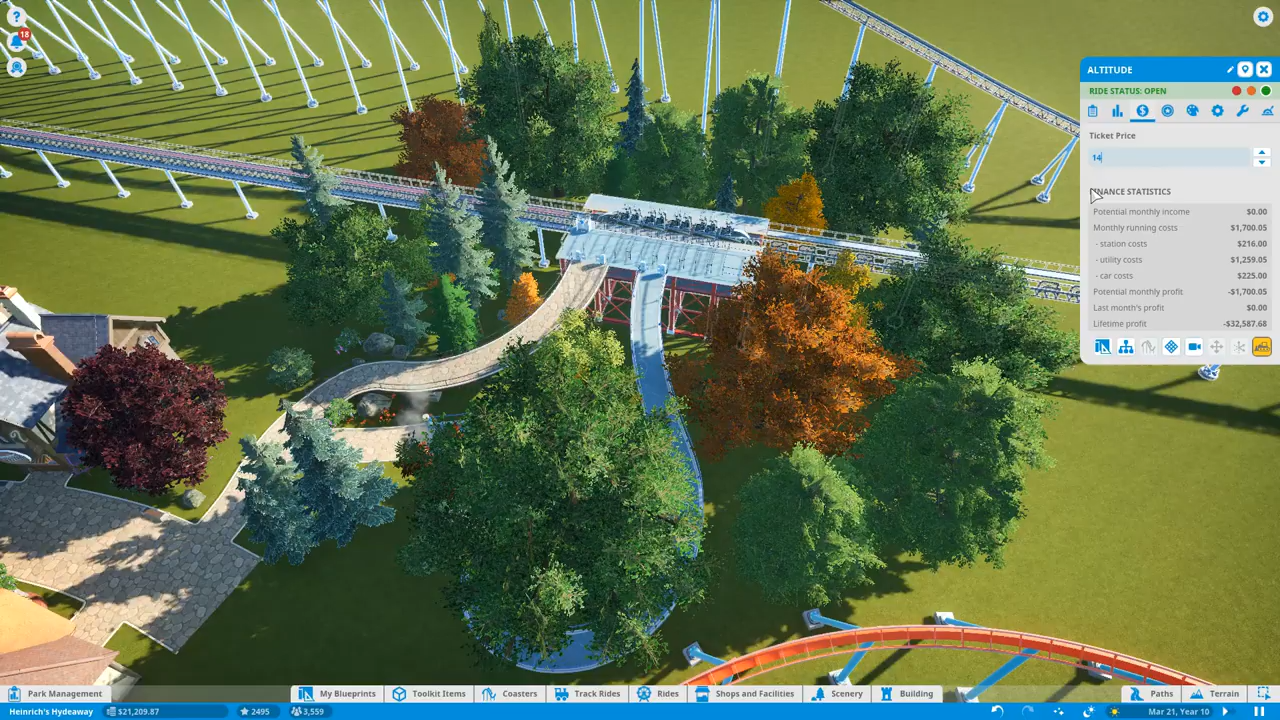 ?
18
ALTITUDE
RIDE STATUS: OPEN
Ticket Price
14
NANCE STATISTICS
Potential monthly income $0.00
Monthly running costs $1,700.05
- station costs $216.00
- utility costs $1,259.05
- car costs $225.00
Potential monthly profit -$1,700.05
Last month's profit $0.00
Lifetime profit -$32,587.68
Park Management My Blueprints Toolkit Items Coasters Track Rides Rides Shops and Facilities Scenery Building Paths Terrain
Heinrich's Hydeaway $21,209.87 2495 3,559 Mar 21, Year 10